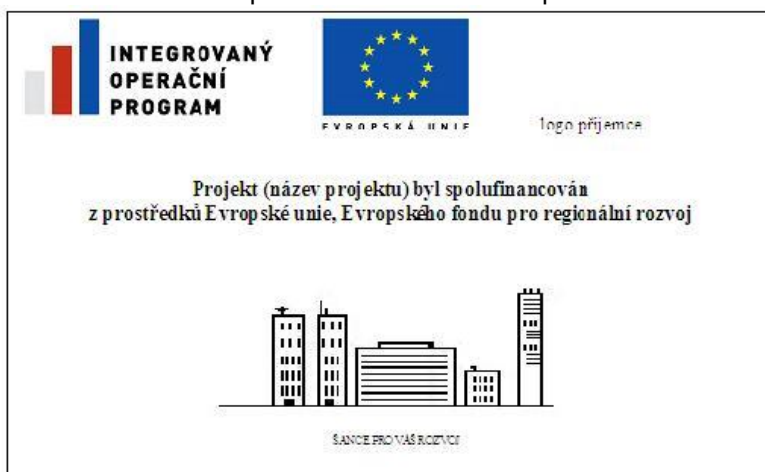 INTEGROVANÝ
OPERAČNÍ
PROGRAM
EVROPSKÁ UNIE
logo příjemce
Projekt (název projektu) byl spolufinancován
z prostředků Evropské unie, Evropského fondu pro regionální rozvoj
ŠANCE PRO VÁŠ ROZVOJ